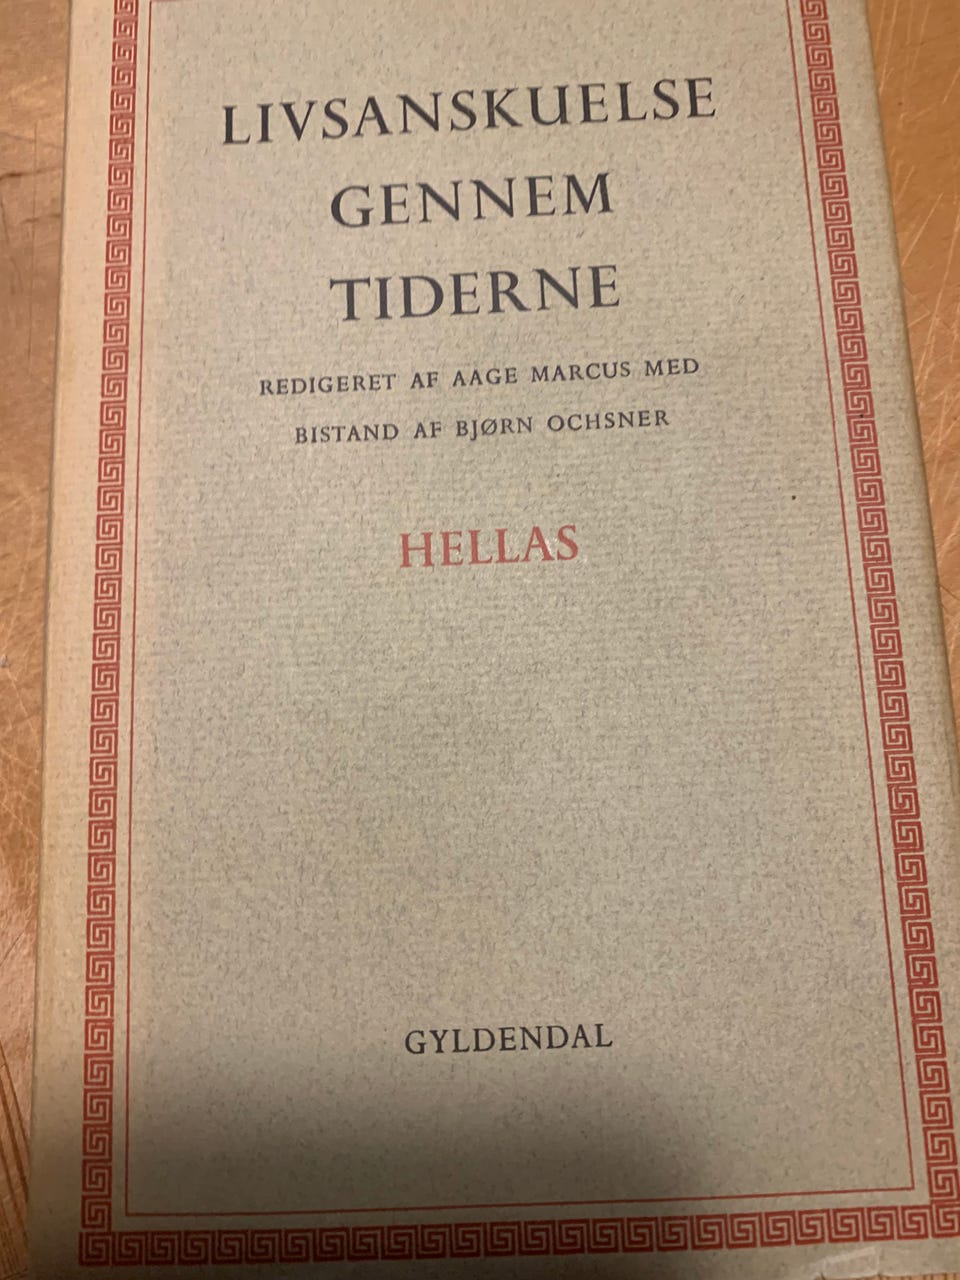 LIVSANSKUELSE
GENNEM
TIDERNE
REDIGERET AF AAGE MARCUS MED
BISTAND AF BJØRN OCHSNER
HELLAS
GYLDENDAL